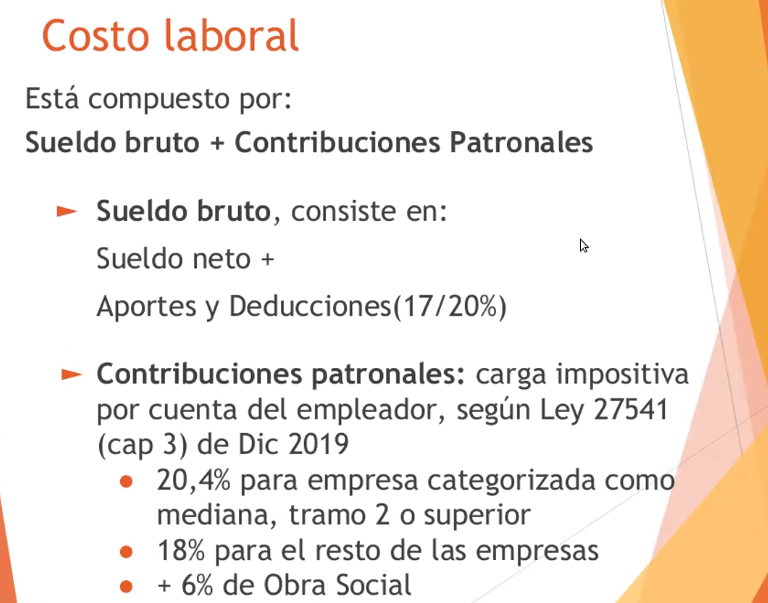 Costo laboral
Está compuesto por:
Sueldo bruto + Contribuciones Patronales
► Sueldo bruto, consiste en:
Sueldo neto +
Aportes y Deducciones(17/20%)
► Contribuciones patronales: carga impositiva
por cuenta del empleador, según Ley 27541
(cap 3) de Dic 2019
● 20,4% para empresa categorizada como
mediana, tramo 2 o superior
● 18% para el resto de las empresas
● + 6% de Obra Social